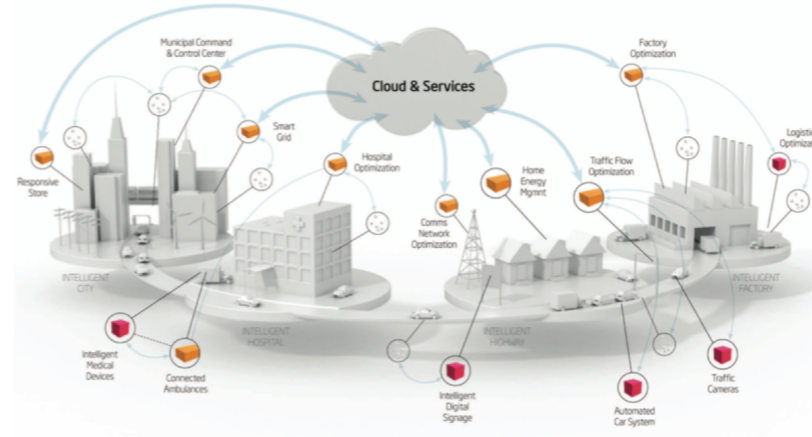 Municipal Command
& Control Center
Cloud & Services
Factory
Optimization
Smart
Grid
Hospital
Optimization
Home
Energy
Mgmnt
Traffic Flow
Optimization
Responsive
Store
Comms
Network
Optimization
INTELLIGENT
CITY
INTELLIGENT
HOSPITAL
INTELLIGENT
HIGHWAY
INTELLIGENT
FACTORY
Intelligent
Medical
Devices
Connected
Ambulances
Intelligent
Digital
Signage
Automated
Car System
Traffic
Cameras